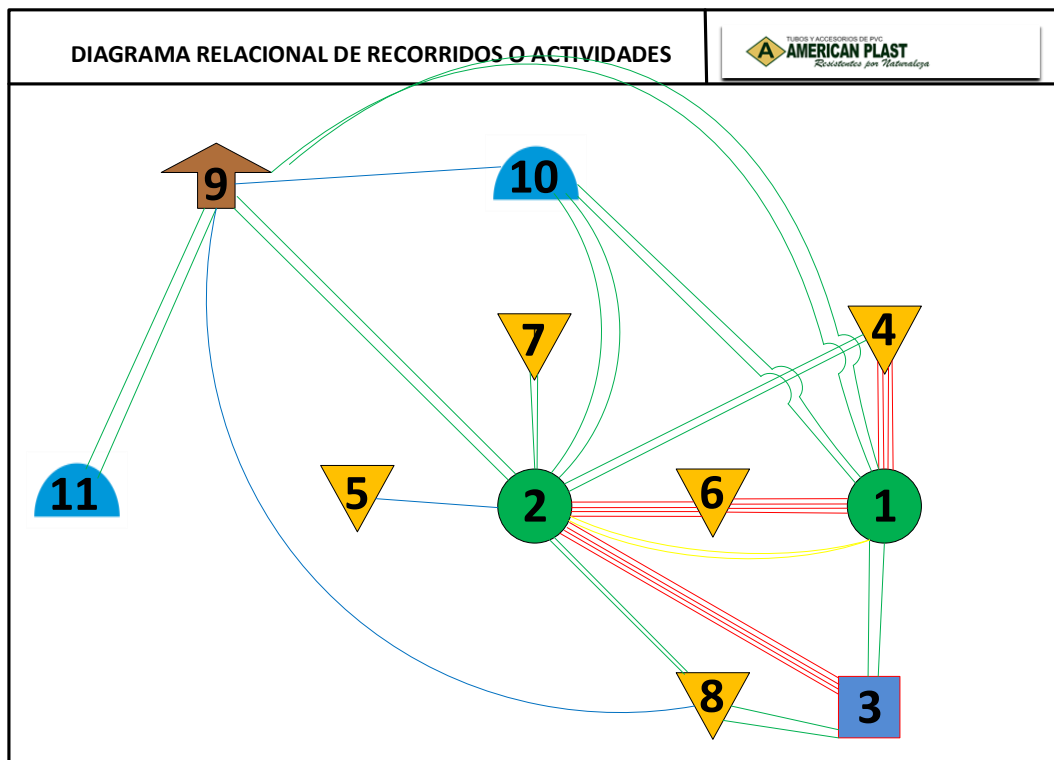 DIAGRAMA RELACIONAL DE RECORRIDOS O ACTIVIDADES
TUBOS Y ACCESORIOS DE PVC
A
AMERICAN PLAST
Resistentes por Naturaleza
9
10
7
4
11
5
2
6
1
8
3